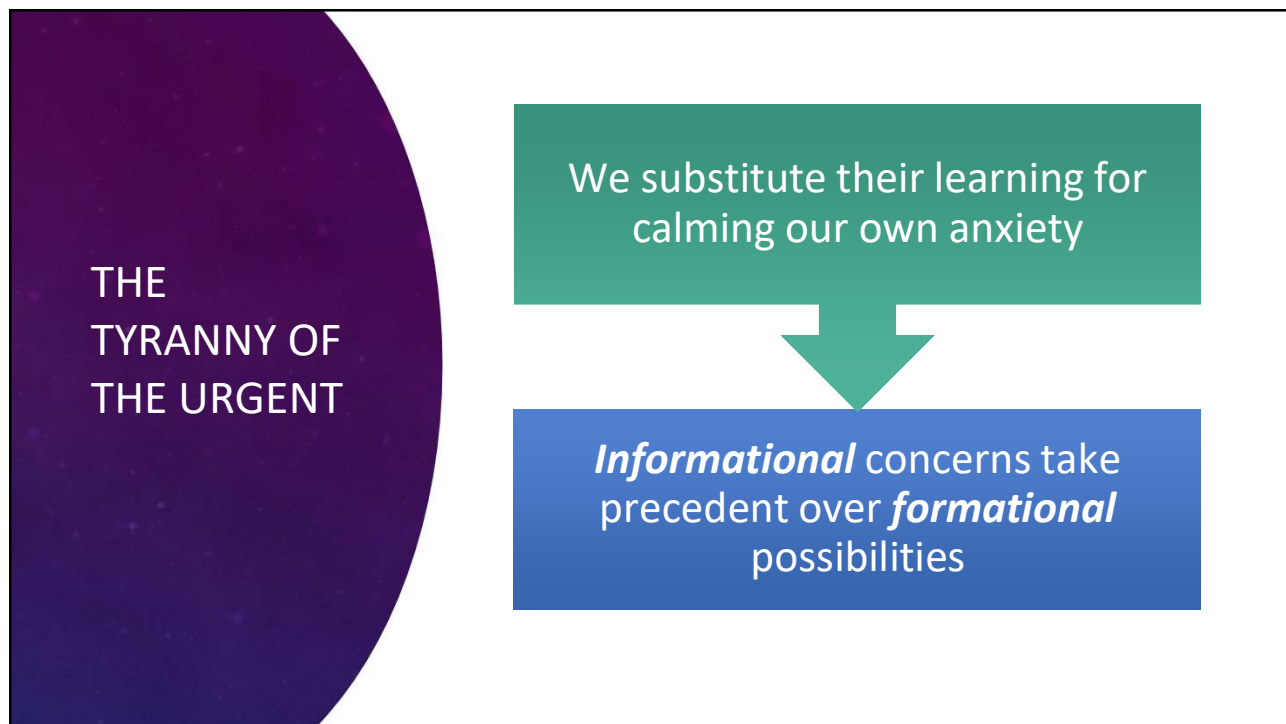 THE
TYRANNY OF
THE URGENT
We substitute their learning for
calming our own anxiety
Informational concerns take
precedent over formational
possibilities